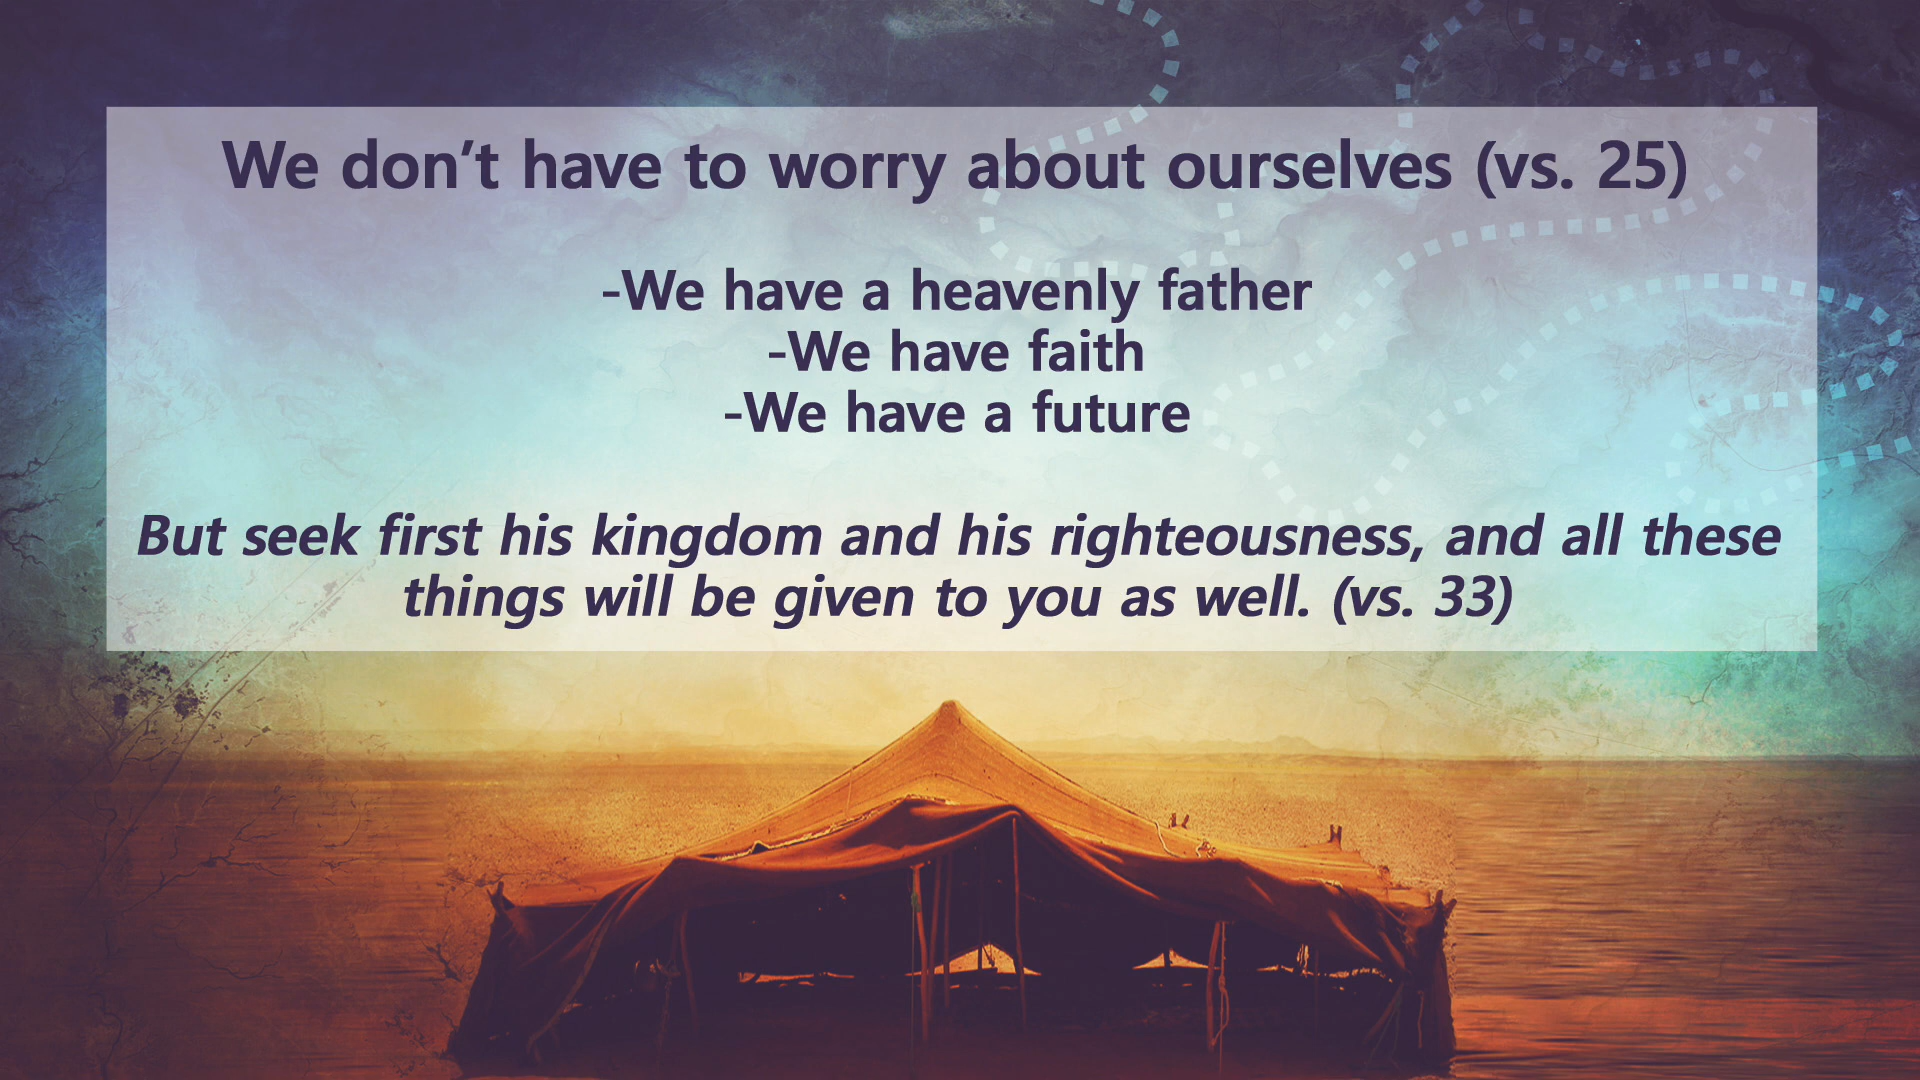 We don’t have to worry about ourselves (vs. 25)
-We have a heavenly father
-We have faith
-We have a future
But seek first his kingdom and his righteousness, and all these
things will be given to you as well. (vs. 33)